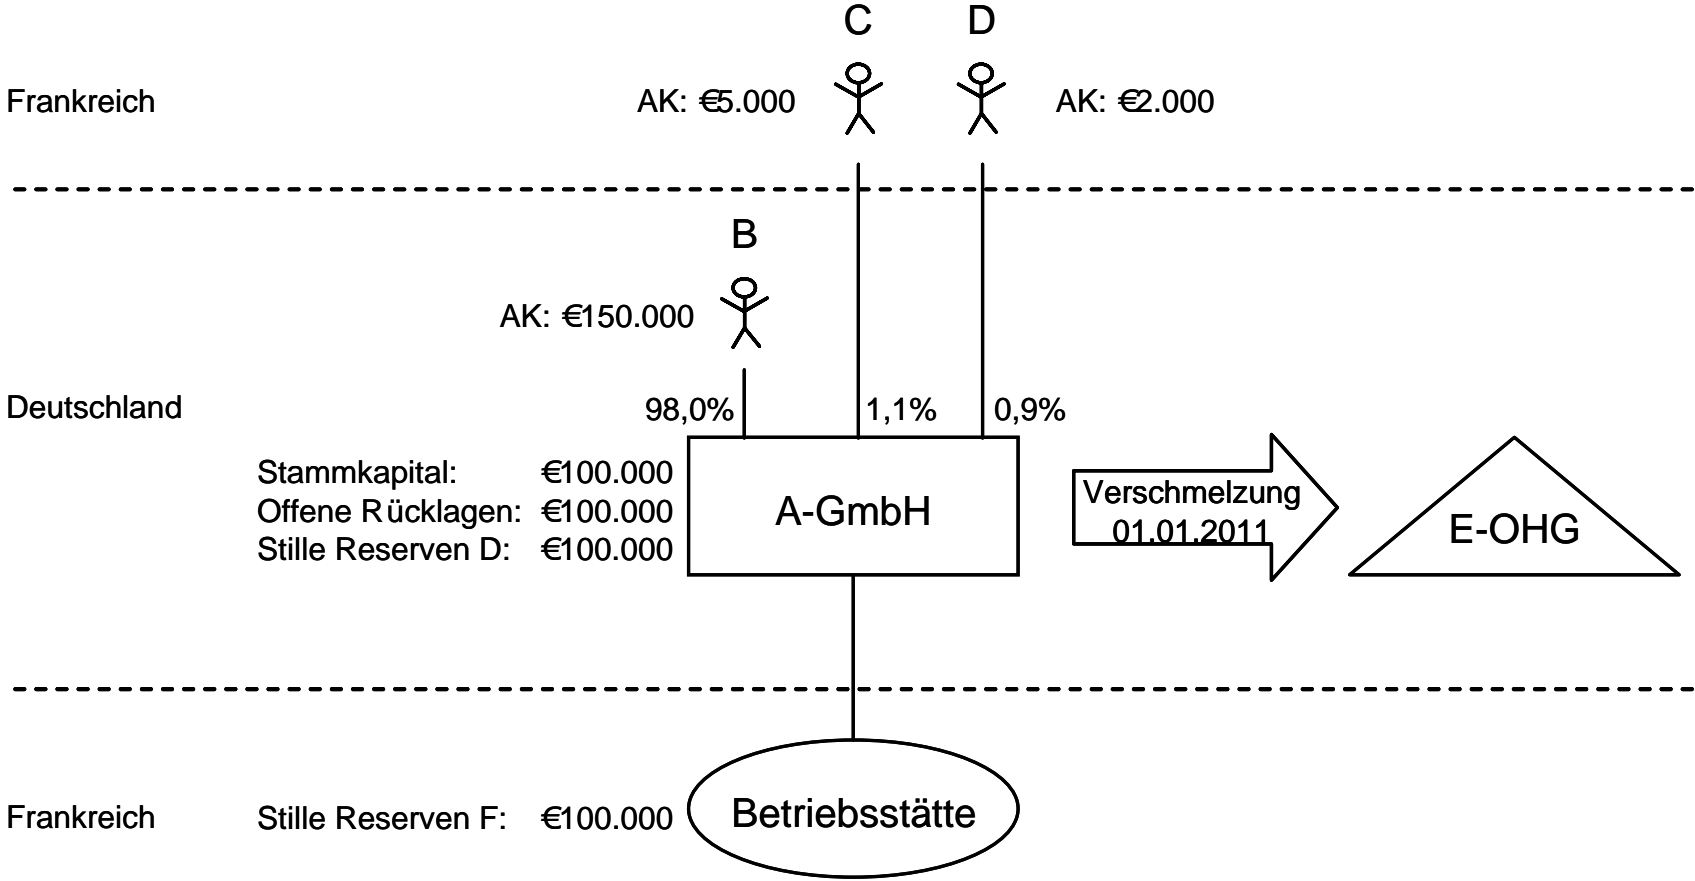 C D
Frankreich AK: €5.000 AK: €2.000
B
AK: €150.000
Deutschland 98,0% 1,1% 0,9%
Stammkapital: €100.000
Offene Rücklagen: €100.000
Stille Reserven D: €100.000
A-GmbH
Verschmelzung
01.01.2011
E-OHG
Frankreich Stille Reserven F: €100.000 Betriebsstätte